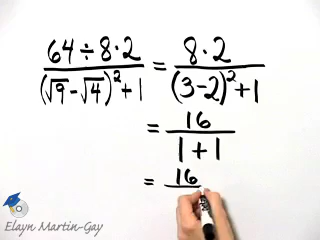 64 ÷ 8 · 2 / (√9 - √4)² + 1 = 8 · 2 / (3 - 2)² + 1
= 16 / 1 + 1
= 16
Elayn Martin-Gay